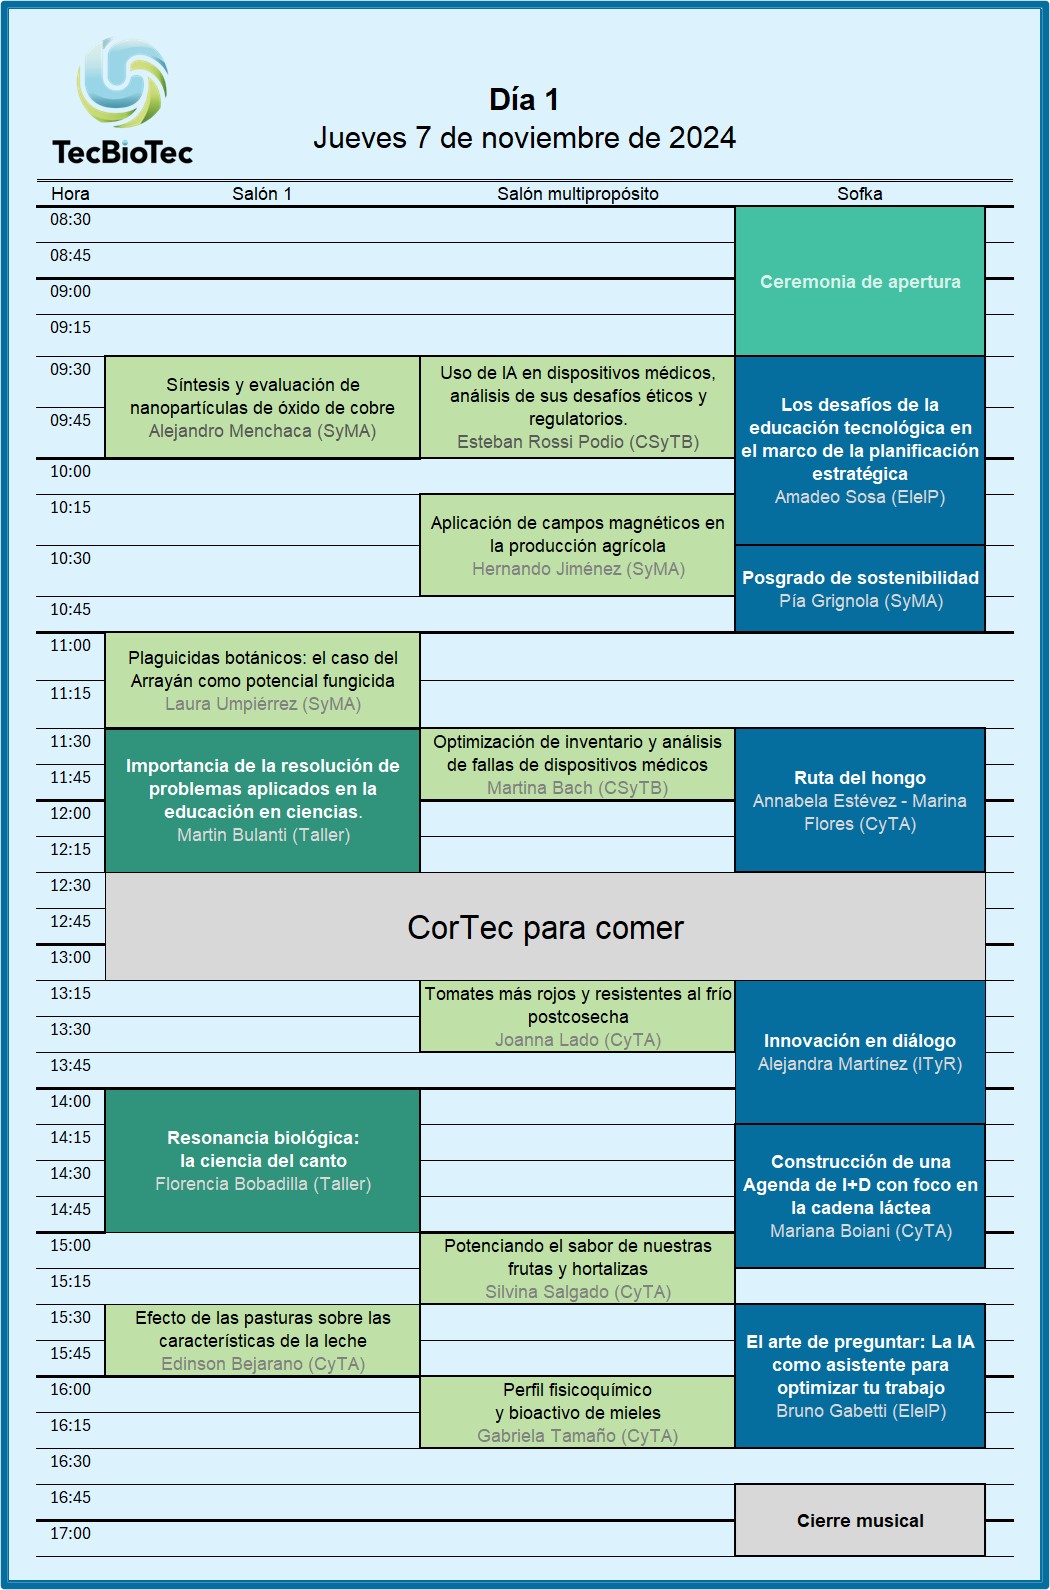 TecBioTec
Día 1
Jueves 7 de noviembre de 2024
Hora Salón 1 Salón multipropósito Sofka
08:30
08:45
Ceremonia de apertura
09:00
09:15
09:30
Síntesis y evaluación de
nanopartículas de óxido de cobre
Alejandro Menchaca (SyMA)
Uso de IA en dispositivos médicos,
análisis de sus desafíos éticos y
regulatorios.
Esteban Rossi Podio (CSyTB)
Los desafíos de la
educación tecnológica en
el marco de la planificación
estratégica
Amadeo Sosa (EleIP)
09:45
10:00
10:15
Aplicación de campos magnéticos en
la producción agrícola
Hernando Jiménez (SyMA)
10:30
Posgrado de sostenibilidad
Pía Grignola (SyMA)
10:45
11:00
Plaguicidas botánicos: el caso del
Arrayán como potencial fungicida
Laura Umpiérrez (SyMA)
11:15
11:30
Importancia de la resolución de
problemas aplicados en la
educación en ciencias.
Martin Bulanti (Taller)
Optimización de inventario y análisis
de fallas de dispositivos médicos
Martina Bach (CSyTB)
Ruta del hongo
Annabela Estévez - Marina
Flores (CyTA)
11:45
12:00
12:15
12:30
12:45
CorTec para comer
13:00
13:15
Tomates más rojos y resistentes al frío
postcosecha
Joanna Lado (CyTA)
Innovación en diálogo
Alejandra Martínez (ITyR)
13:30
13:45
14:00
Resonancia biológica:
la ciencia del canto
Florencia Bobadilla (Taller)
14:15
Construcción de una
Agenda de I+D con foco en
la cadena láctea
Mariana Boiani (CyTA)
14:30
14:45
15:00
Potenciando el sabor de nuestras
frutas y hortalizas
Silvina Salgado (CyTA)
15:15
15:30
Efecto de las pasturas sobre las
características de la leche
Edinson Bejarano (CyTA)
El arte de preguntar: La IA
como asistente para
optimizar tu trabajo
Bruno Gabetti (EleIP)
15:45
16:00
Perfil fisicoquímico
y bioactivo de mieles
Gabriela Tamaño (CyTA)
16:15
16:30
16:45
Cierre musical
17:00